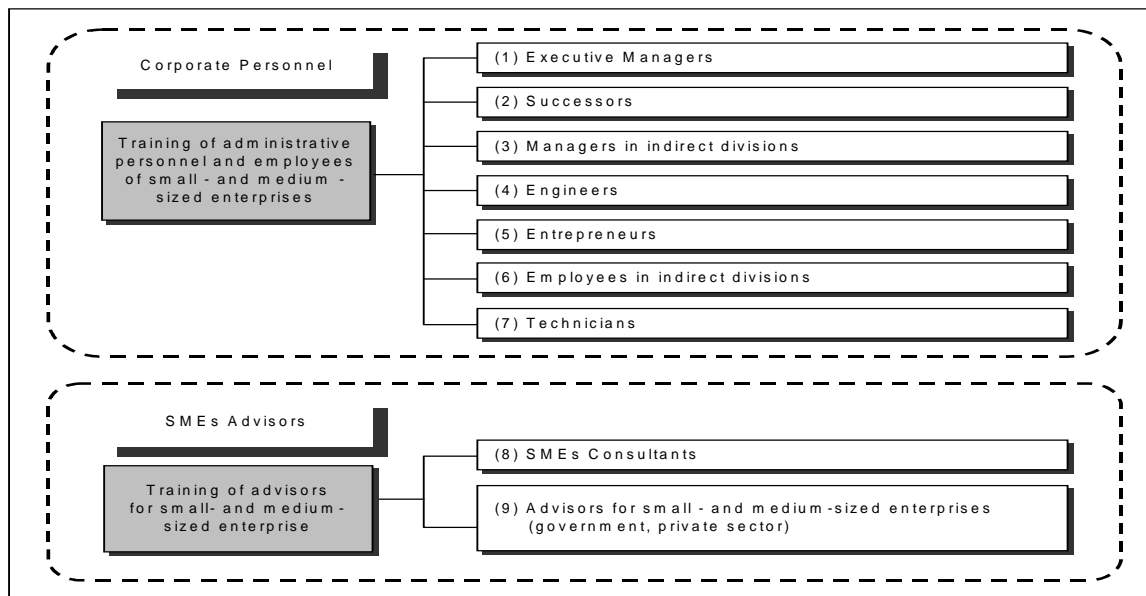 Corporate Personnel
Training of administrative
personnel and employees
of small - and medium -
sized enterprises
(1) Executive Managers
(2) Successors
(3) Managers in indirect divisions
(4) Engineers
(5) Entrepreneurs
(6) Employees in indirect divisions
(7) Technicians
SMEs Advisors
Training of advisors
for small- and medium -
sized enterprise
(8) SMEs Consultants
(9) Advisors for small - and medium -sized enterprises
(government, private sector)